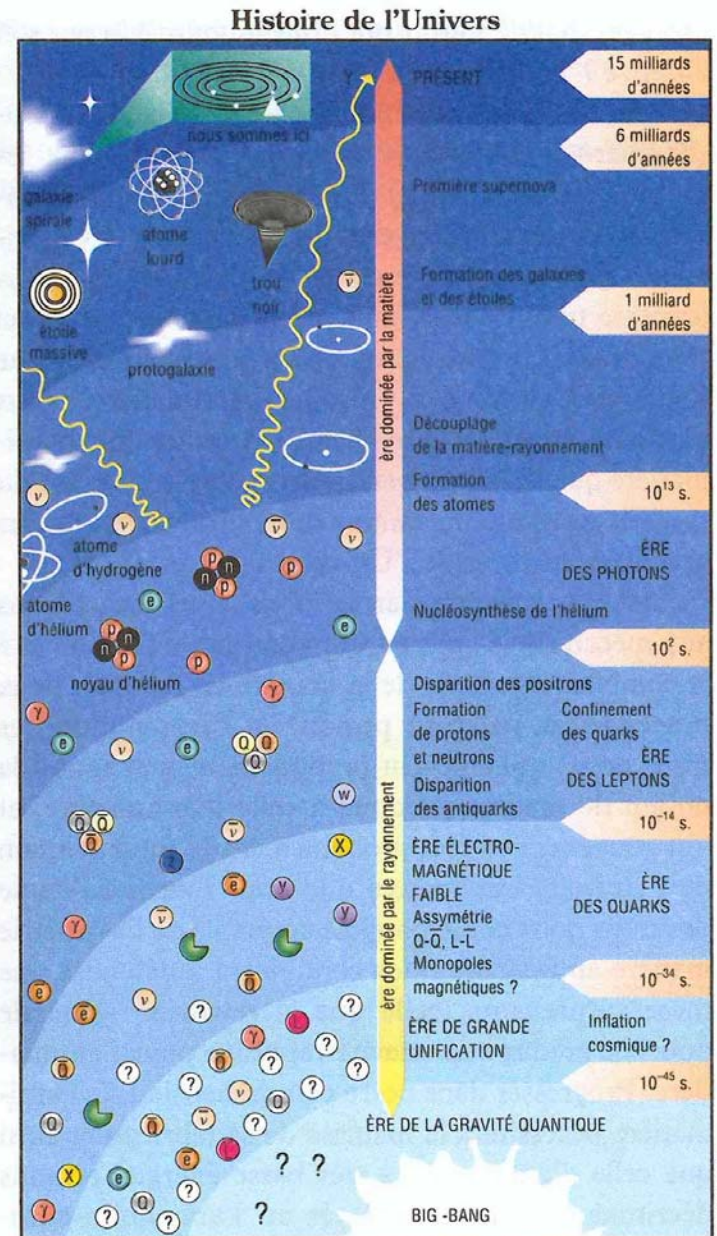 Histoire de l'Univers
15 milliards
d'années
PRÉSENT
γ
nous sommes ici
6 milliards
d'années
Première supernova
galaxie
spirale
atome
lourd
trou
noir
Formation des galaxies
et des étoiles
ν̅
1 milliard
d'années
étoile
massive
protogalaxie
ère dominée par la matière
Découplage
de la matière-rayonnement
Formation
des atomes
10¹³ s.
ν
ν
ν̅
ν
atome
d'hydrogène
ÈRE
DES PHOTONS
p
n
n
p
p
e
atome
d'hélium
Nucléosynthèse de l'hélium
e
10² s.
p
n
n
p
p
noyau d'hélium
Disparition des positrons
γ
γ
Formation
de protons
et neutrons
Confinement
des quarks
e
ν
e
Q Q
Q
ÈRE
DES LEPTONS
Disparition
des antiquarks
w
10⁻¹⁴ s.
Q̅ Q̅
Q̅
ν̅
z
X
ère dominée par le rayonnement
ÈRE ÉLECTRO-
MAGNÉTIQUE
FAIBLE
ÈRE
DES QUARKS
Assymétrie
Q-Q̅, L-L̅
e̅
y
γ
ν̅
y
Monopoles
magnétiques ?
10⁻³⁴ s.
e̅
e̅
ν
?
Q̅
?
ÈRE DE GRANDE
UNIFICATION
Inflation
cosmique ?
γ
?
L
?
Q̅
?
?
Q̅
?
?
?
10⁻⁴⁵ s.
?
ν
Q
?
ÈRE DE LA GRAVITÉ QUANTIQUE
Q
Q̅
ν̅
?
X
e
?
e̅
? ?
γ
?
Q
?
?
?
BIG -BANG